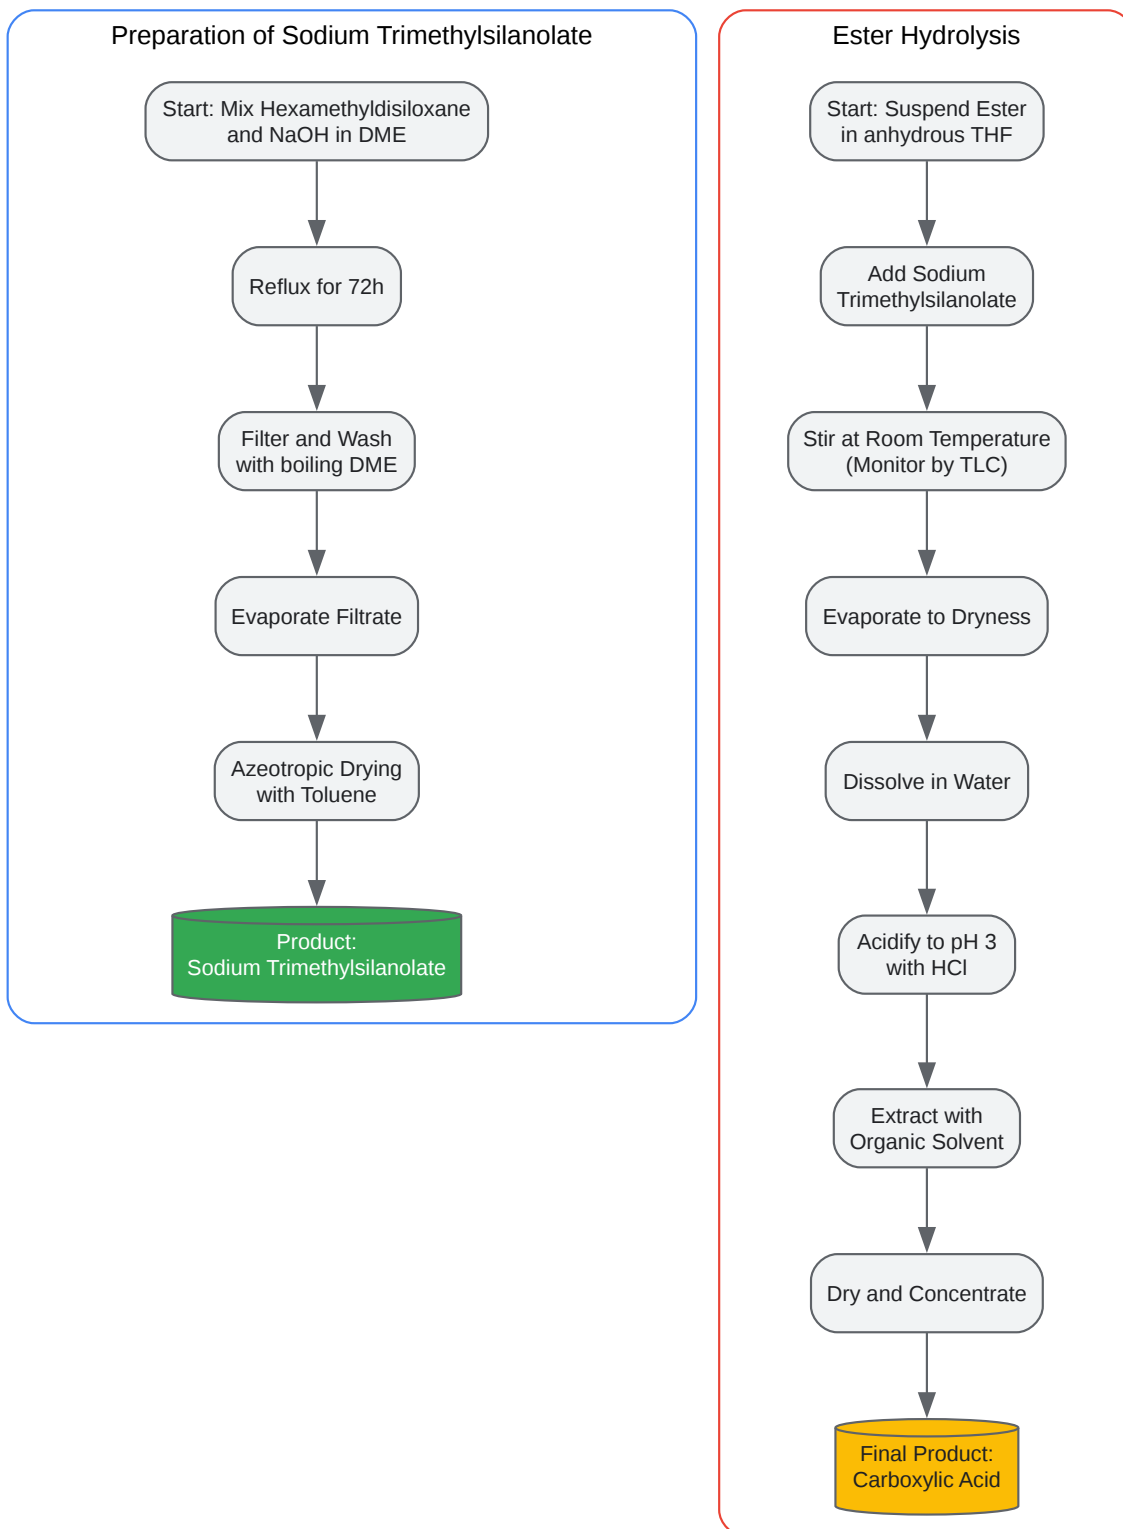 Preparation of Sodium Trimethylsilanolate
Start: Mix Hexamethyldisiloxane
and NaOH in DME
Reflux for 72h
Filter and Wash
with boiling DME
Evaporate Filtrate
Azeotropic Drying
with Toluene
Product:
Sodium Trimethylsilanolate
Ester Hydrolysis
Start: Suspend Ester
in anhydrous THF
Add Sodium
Trimethylsilanolate
Stir at Room Temperature
(Monitor by TLC)
Evaporate to Dryness
Dissolve in Water
Acidify to pH 3
with HCl
Extract with
Organic Solvent
Dry and Concentrate
Final Product:
Carboxylic Acid